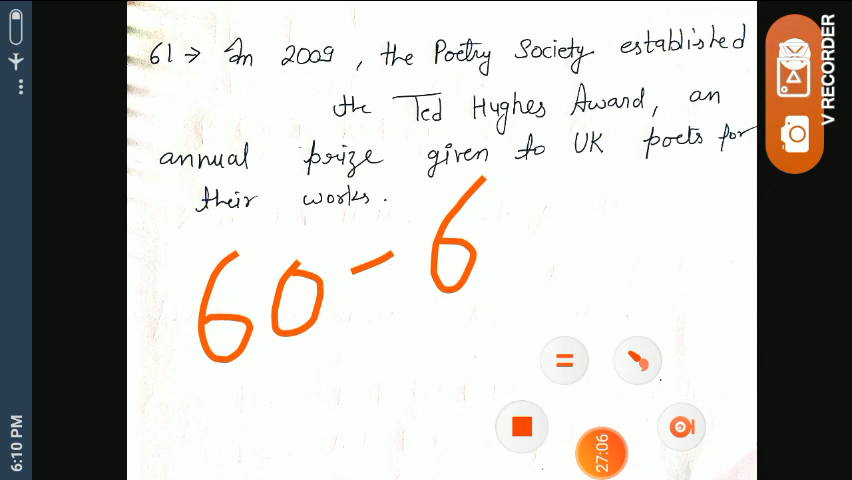 61 → In 2009, the Poetry Society established
the Ted Hughes Award, an
annual prize given to UK poets for
their works.
60 - 6
27:06
V RECORDER
6:10 PM